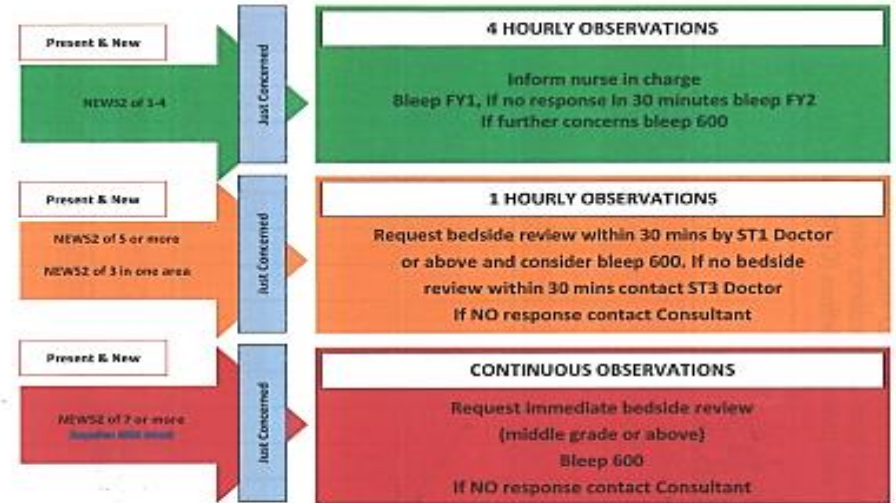 Present & New
NEWS2 of 1-4
Just Concerned
4 HOURLY OBSERVATIONS
Inform nurse in charge
Bleep FY1, If no response in 30 minutes bleep FY2
If further concerns bleep 600
Present & New
NEWS2 of 5 or more
NEWS2 of 3 in one area
Just Concerned
1 HOURLY OBSERVATIONS
Request bedside review within 30 mins by ST1 Doctor
or above and consider bleep 600. If no bedside
review within 30 mins contact ST3 Doctor
If NO response contact Consultant
Present & New
NEWS2 of 7 or more
Just Concerned
CONTINUOUS OBSERVATIONS
Request immediate bedside review
(middle grade or above)
Bleep 600
If NO response contact Consultant